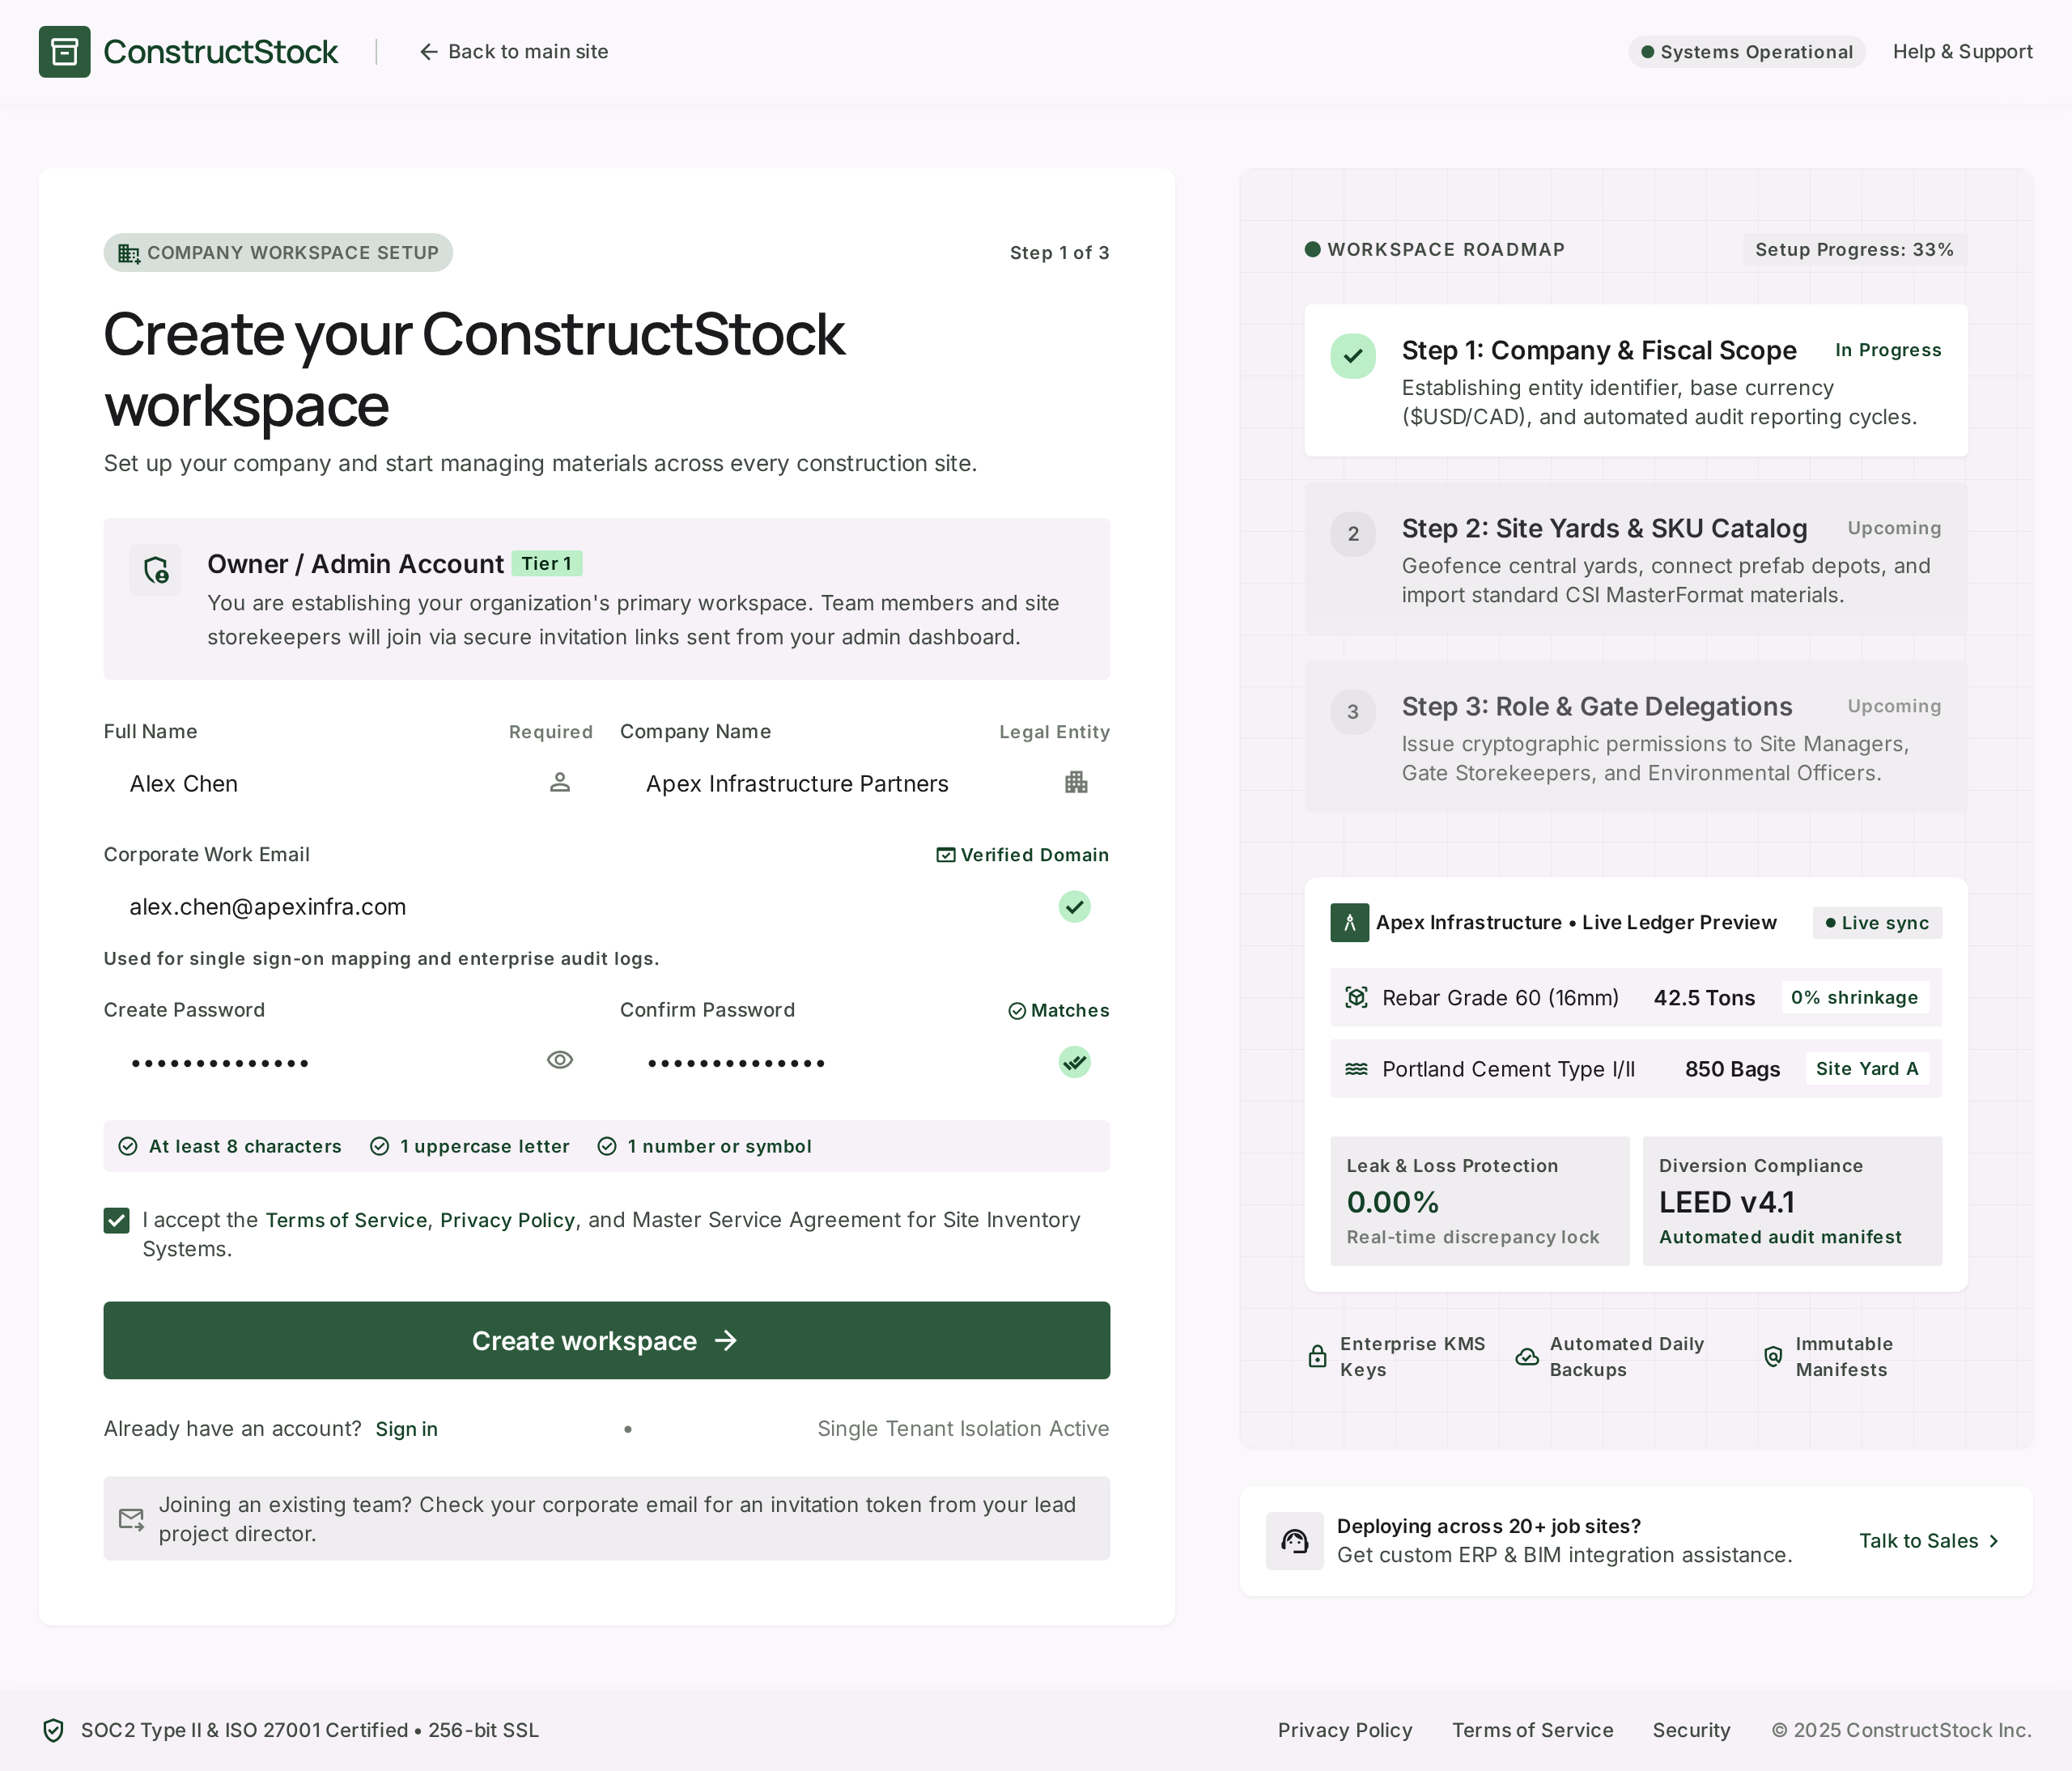 ConstructStock
Back to main site
Systems Operational
Help & Support
COMPANY WORKSPACE SETUP
Step 1 of 3
Create your ConstructStock
workspace
Set up your company and start managing materials across every construction site.
Owner / Admin Account Tier 1
You are establishing your organization's primary workspace. Team members and site
storekeepers will join via secure invitation links sent from your admin dashboard.
Full Name Required
Alex Chen
Company Name Legal Entity
Apex Infrastructure Partners
Corporate Work Email Verified Domain
alex.chen@apexinfra.com
Used for single sign-on mapping and enterprise audit logs.
Create Password
••••••••••••••
Confirm Password Matches
••••••••••••••
At least 8 characters 1 uppercase letter 1 number or symbol
I accept the Terms of Service, Privacy Policy, and Master Service Agreement for Site Inventory
Systems.
Create workspace
Already have an account? Sign in • Single Tenant Isolation Active
Joining an existing team? Check your corporate email for an invitation token from your lead
project director.
WORKSPACE ROADMAP
Setup Progress: 33%
Step 1: Company & Fiscal Scope In Progress
Establishing entity identifier, base currency
($USD/CAD), and automated audit reporting cycles.
2
Step 2: Site Yards & SKU Catalog Upcoming
Geofence central yards, connect prefab depots, and
import standard CSI MasterFormat materials.
3
Step 3: Role & Gate Delegations Upcoming
Issue cryptographic permissions to Site Managers,
Gate Storekeepers, and Environmental Officers.
Apex Infrastructure • Live Ledger Preview Live sync
Rebar Grade 60 (16mm) 42.5 Tons 0% shrinkage
Portland Cement Type I/II 850 Bags Site Yard A
Leak & Loss Protection
0.00%
Real-time discrepancy lock
Diversion Compliance
LEED v4.1
Automated audit manifest
Enterprise KMS
Keys
Automated Daily
Backups
Immutable
Manifests
Deploying across 20+ job sites?
Get custom ERP & BIM integration assistance.
Talk to Sales
SOC2 Type II & ISO 27001 Certified • 256-bit SSL
Privacy Policy Terms of Service Security © 2025 ConstructStock Inc.